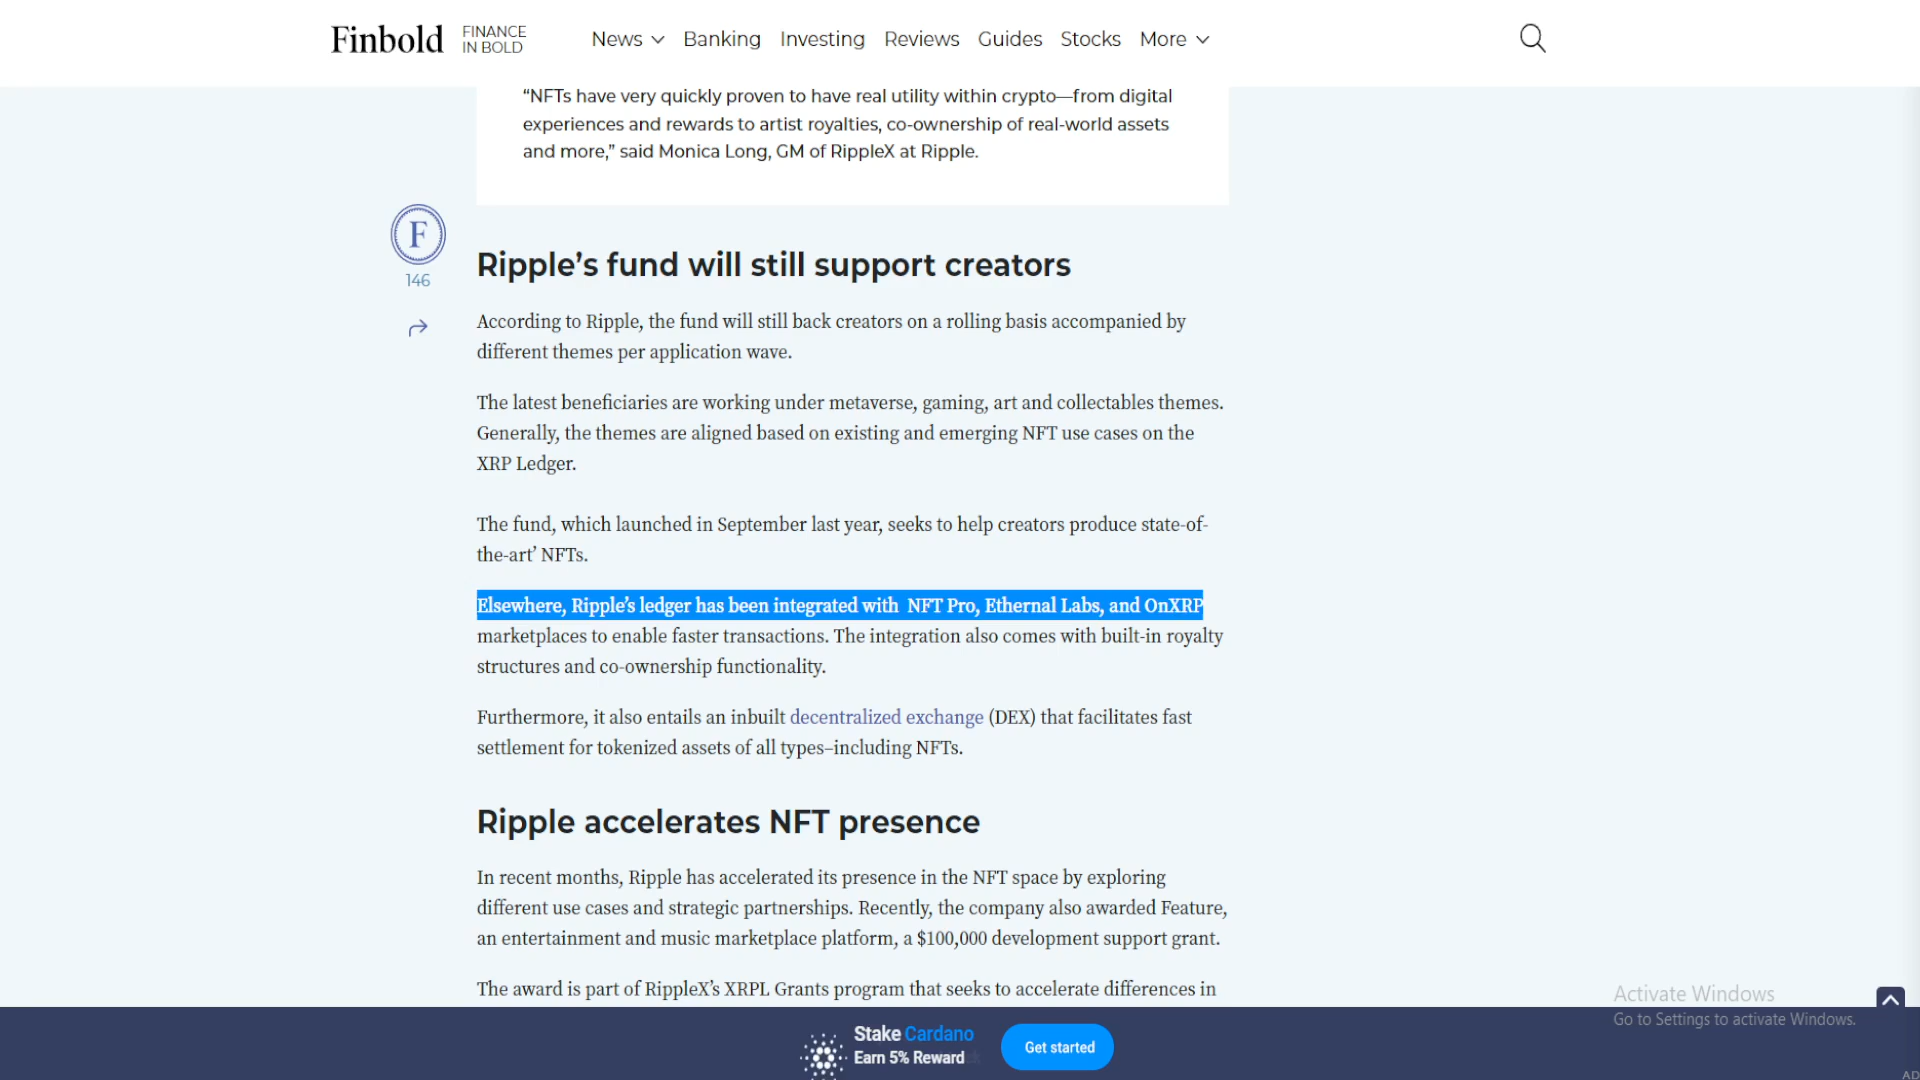 Finbold
FINANCE
IN BOLD
News
Banking
Investing
Reviews
Guides
Stocks
More
“NFTs have very quickly proven to have real utility within crypto—from digital
experiences and rewards to artist royalties, co-ownership of real-world assets
and more,” said Monica Long, GM of RippleX at Ripple.
F
146
Ripple’s fund will still support creators
According to Ripple, the fund will still back creators on a rolling basis accompanied by
different themes per application wave.
The latest beneficiaries are working under metaverse, gaming, art and collectables themes.
Generally, the themes are aligned based on existing and emerging NFT use cases on the
XRP Ledger.
The fund, which launched in September last year, seeks to help creators produce state-of-
the-art’ NFTs.
Elsewhere, Ripple’s ledger has been integrated with  NFT Pro, Ethernal Labs, and OnXRP
marketplaces to enable faster transactions. The integration also comes with built-in royalty
structures and co-ownership functionality.
Furthermore, it also entails an inbuilt decentralized exchange (DEX) that facilitates fast
settlement for tokenized assets of all types–including NFTs.
Ripple accelerates NFT presence
In recent months, Ripple has accelerated its presence in the NFT space by exploring
different use cases and strategic partnerships. Recently, the company also awarded Feature,
an entertainment and music marketplace platform, a $100,000 development support grant.
The award is part of RippleX’s XRPL Grants program that seeks to accelerate differences in
Activate Windows
Go to Settings to activate Windows.
Stake Cardano
Earn 5% Reward
Get started
AD